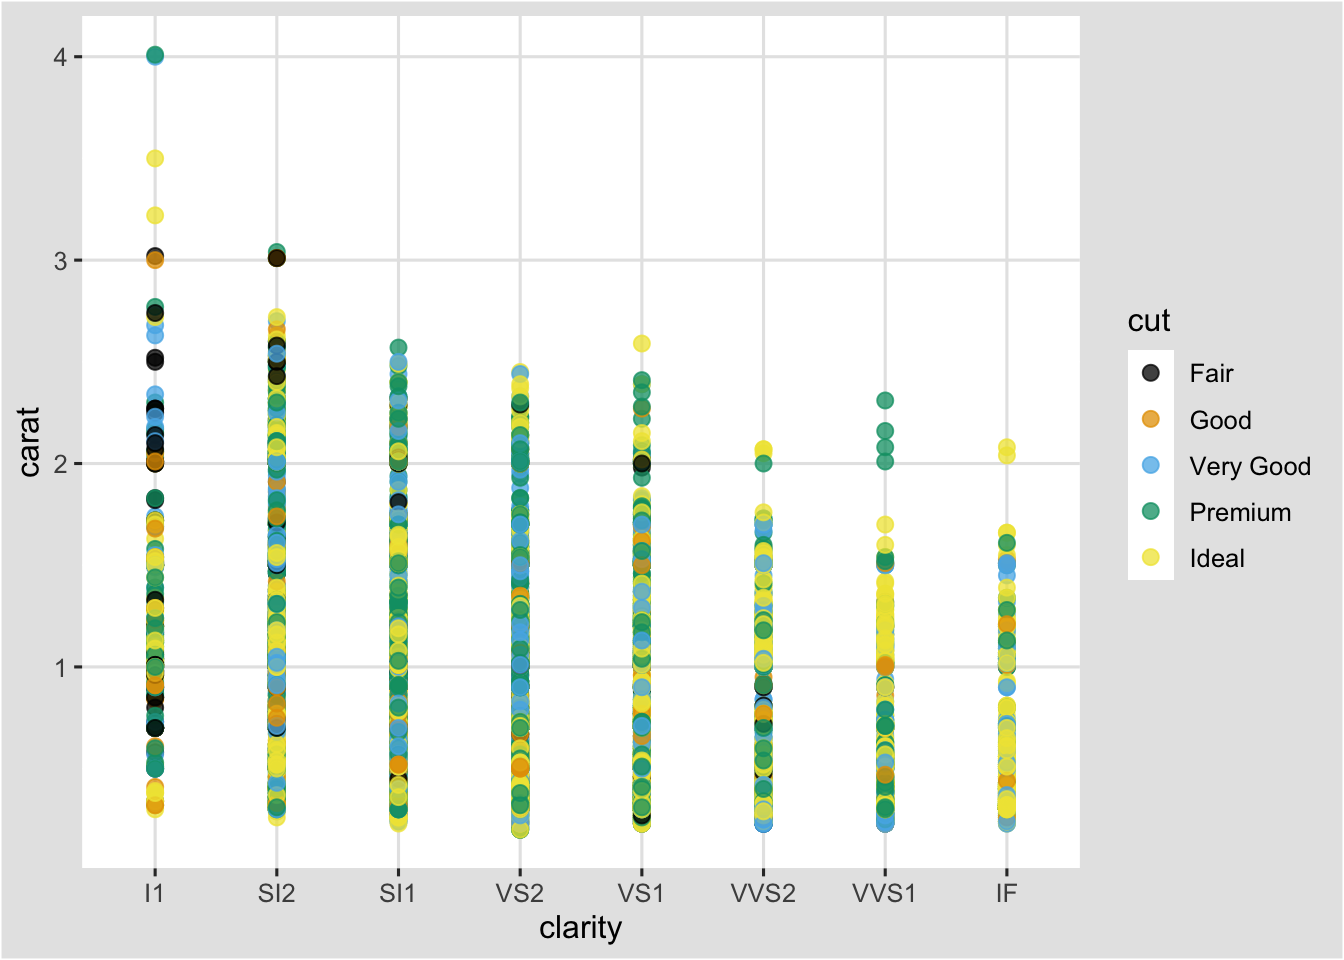 4
3
2
1
carat
I1 SI2 SI1 VS2 VS1 VVS2 VVS1 IF
clarity
cut
Fair
Good
Very Good
Premium
Ideal